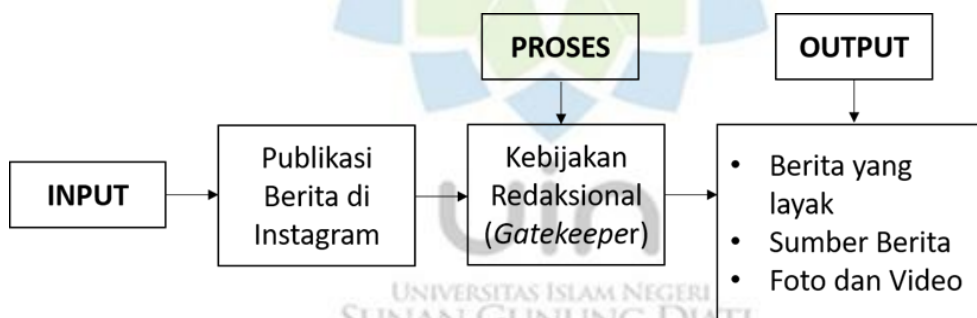 PROSES
OUTPUT
INPUT
Publikasi
Berita di
Instagram
Kebijakan
Redaksional
(Gatekeeper)
• Berita yang
layak
• Sumber Berita
• Foto dan Video
uin
UNIVERSITAS ISLAM NEGERI
SUNAN GUNUNG DJATI